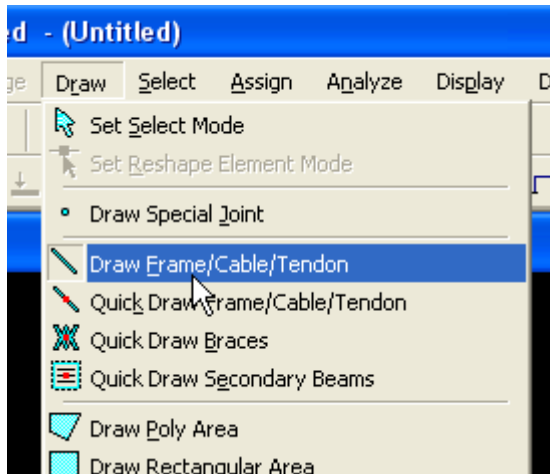 ed - (Untitled)
ge Draw Select Assign Analyze Display D
Set Select Mode
Set Reshape Element Mode
Draw Special Joint
Draw Frame/Cable/Tendon
Quick Draw Frame/Cable/Tendon
Quick Draw Braces
Quick Draw Secondary Beams
Draw Poly Area
Draw Rectangular Area